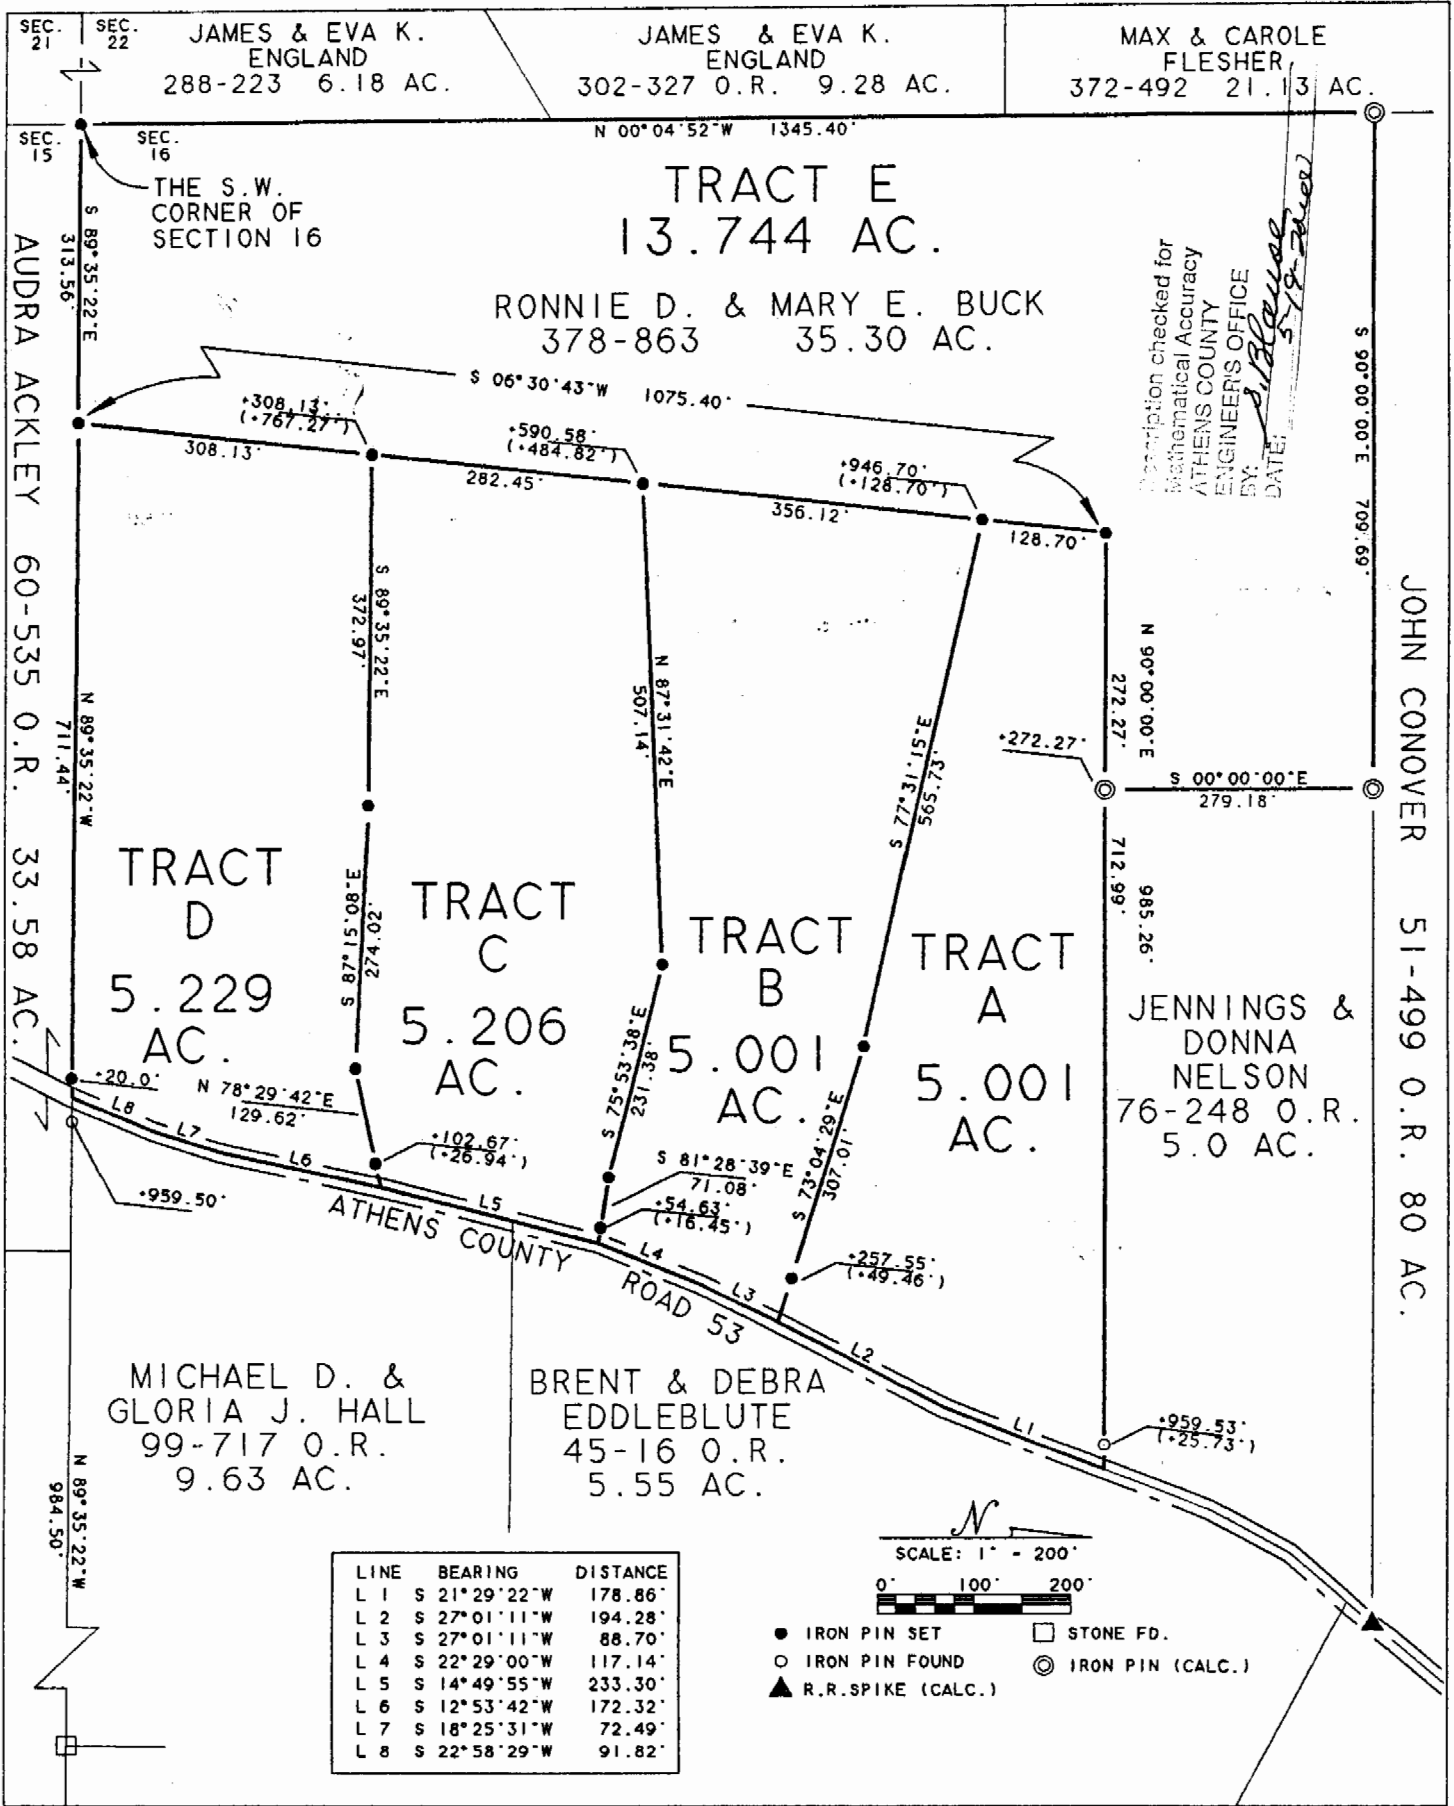 SEC. 21
SEC. 22
JAMES & EVA K.
ENGLAND
288-223 6.18 AC.
JAMES & EVA K.
ENGLAND
302-327 O.R. 9.28 AC.
MAX & CAROLE
FLESHER
372-492 21.13 AC.
SEC. 15
SEC. 16
N 00°04'52"W 1345.40'
THE S.W.
CORNER OF
SECTION 16
TRACT E
13.744 AC.
RONNIE D. & MARY E. BUCK
378-863 35.30 AC.
S 89°35'22"E
313.56'
AUDRA ACKLEY 60-535 O.R. 33.58 AC.
Description checked for
Mathematical Accuracy
ATHENS COUNTY
ENGINEER'S OFFICE
BY:
DATE:
S 90°00'00"E 709.69'
JOHN CONOVER 51-499 O.R. 80 AC.
S 06°30'43"W 1075.40'
+308.13'
(+767.27')
308.13'
+590.58'
(+484.82')
282.45'
+946.70'
(+128.70')
356.12'
128.70'
S 89°35'22"E
372.97'
N 87°31'42"E
507.14'
S 77°31'15"E
565.73'
N 90°00'00"E
272.27'
+272.27'
S 00°00'00"E
279.18'
N 89°35'22"W
711.44'
712.99'
985.26'
TRACT
D
5.229
AC.
S 87°15'08"E
274.02'
TRACT
C
5.206
AC.
TRACT
B
5.001
AC.
TRACT
A
5.001
AC.
JENNINGS &
DONNA
NELSON
76-248 O.R.
5.0 AC.
S 75°53'38"E
231.38'
S 73°04'29"E
307.01'
+20.0'
N 78°29'42"E
129.62'
+102.67'
(+26.94')
S 81°28'39"E
71.08'
+54.63'
(+16.45')
+257.55'
(+49.46')
+959.50'
L8
L7
L6
L5
L4
L3
L2
L1
ATHENS COUNTY ROAD 53
+959.53'
(+25.73')
MICHAEL D. &
GLORIA J. HALL
99-717 O.R.
9.63 AC.
BRENT & DEBRA
EDDLEBLUTE
45-16 O.R.
5.55 AC.
N 89°35'22"W
984.50'
LINE BEARING DISTANCE
L 1 S 21°29'22"W 178.86'
L 2 S 27°01'11"W 194.28'
L 3 S 27°01'11"W 88.70'
L 4 S 22°29'00"W 117.14'
L 5 S 14°49'55"W 233.30'
L 6 S 12°53'42"W 172.32'
L 7 S 18°25'31"W 72.49'
L 8 S 22°58'29"W 91.82'
N
SCALE: 1" - 200'
0' 100' 200'
IRON PIN SET
IRON PIN FOUND
R.R.SPIKE (CALC.)
STONE FD.
IRON PIN (CALC.)